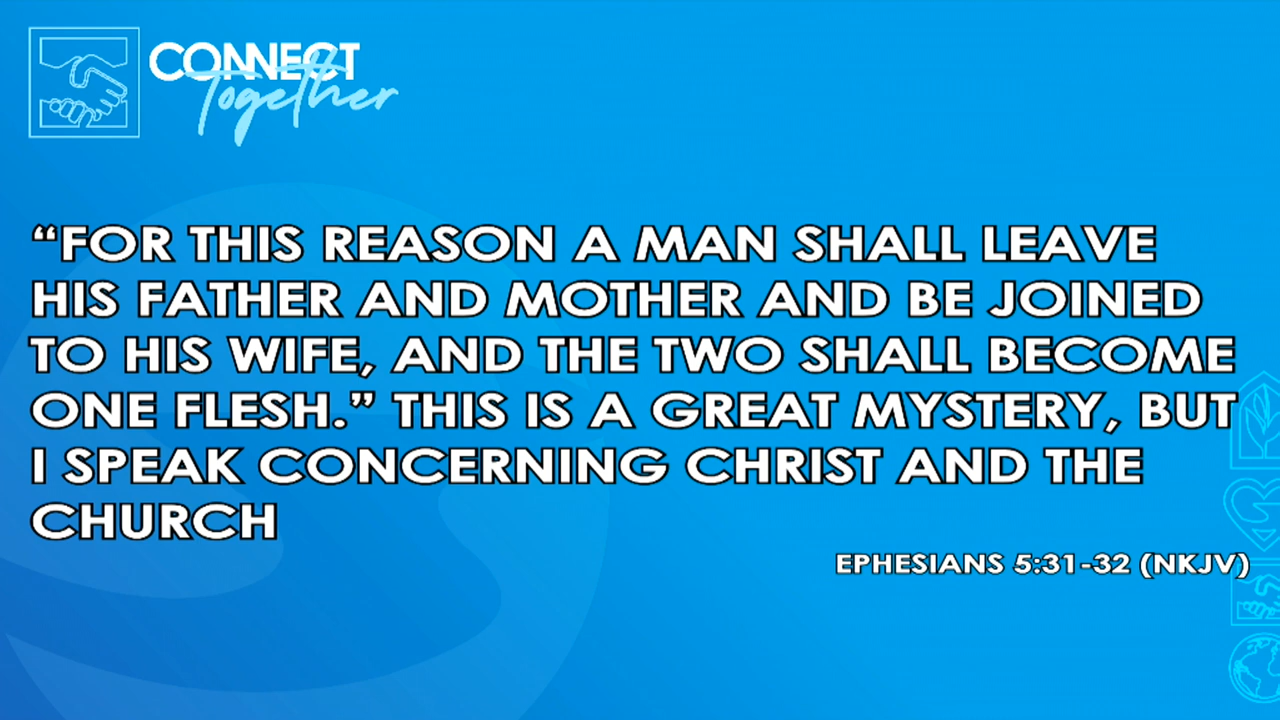 CONNECT
Together
“FOR THIS REASON A MAN SHALL LEAVE
HIS FATHER AND MOTHER AND BE JOINED
TO HIS WIFE, AND THE TWO SHALL BECOME
ONE FLESH.” THIS IS A GREAT MYSTERY, BUT
I SPEAK CONCERNING CHRIST AND THE
CHURCH
EPHESIANS 5:31-32 (NKJV)